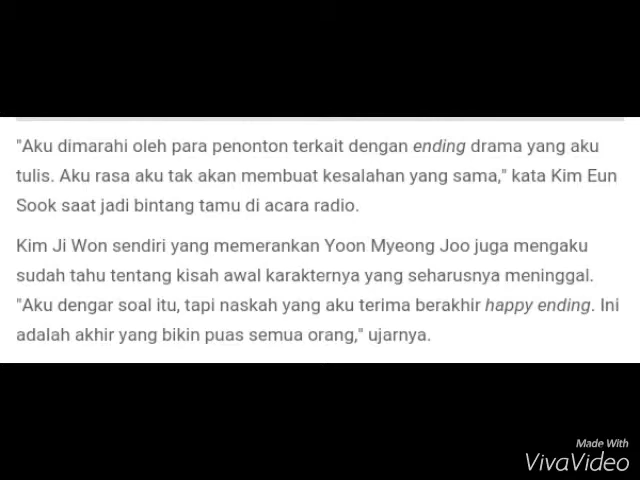 "Aku dimarahi oleh para penonton terkait dengan ending drama yang aku
tulis. Aku rasa aku tak akan membuat kesalahan yang sama," kata Kim Eun
Sook saat jadi bintang tamu di acara radio.
Kim Ji Won sendiri yang memerankan Yoon Myeong Joo juga mengaku
sudah tahu tentang kisah awal karakternya yang seharusnya meninggal.
"Aku dengar soal itu, tapi naskah yang aku terima berakhir happy ending. Ini
adalah akhir yang bikin puas semua orang," ujarnya.
Made With
VivaVideo